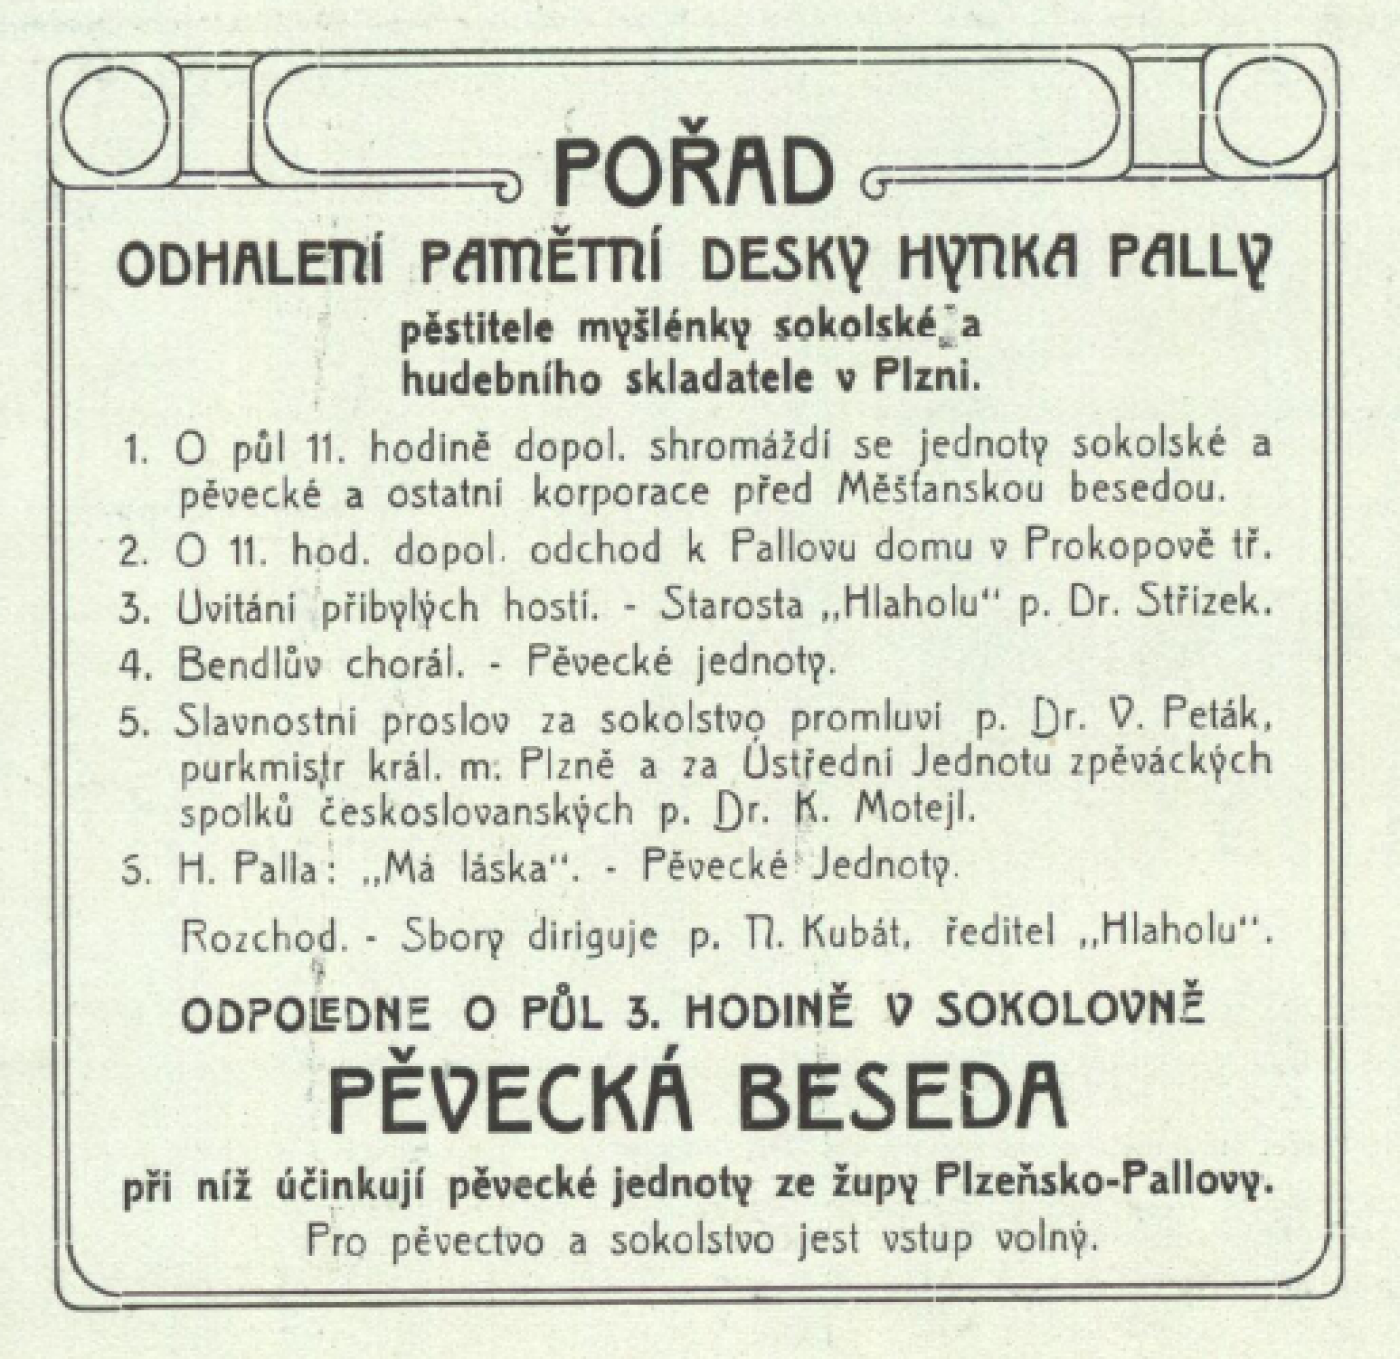 POŘAD
ODHALENÍ PAMĚTNÍ DESKY HYNKA PALLY
pěstitele myšlénky sokolské a
hudebního skladatele v Plzni.
1. O půl 11. hodině dopol. shromáždí se jednoty sokolské a
pěvecké a ostatní korporace před Měšťanskou besedou.
2. O 11. hod. dopol. odchod k Pallovu domu v Prokopově tř.
3. Uvítání přibylých hostí. - Starosta „Hlaholu“ p. Dr. Střízek.
4. Bendlův chorál. - Pěvecké jednoty.
5. Slavnostní proslov za sokolstvo promluví p. Dr. V. Peták,
purkmistr král. m. Plzně a za Ústřední Jednotu zpěváckých
spolků českoslovanských p. Dr. K. Motejl.
6. H. Palla: „Má láska“. - Pěvecké Jednoty.
Rozchod. - Sbory diriguje p. N. Kubát, ředitel „Hlaholu“.
ODPOLEDNE O PŮL 3. HODINĚ V SOKOLOVNĚ
PĚVECKÁ BESEDA
při níž účinkují pěvecké jednoty ze župy Plzeňsko-Pallovy.
Pro pěvectvo a sokolstvo jest vstup volný.